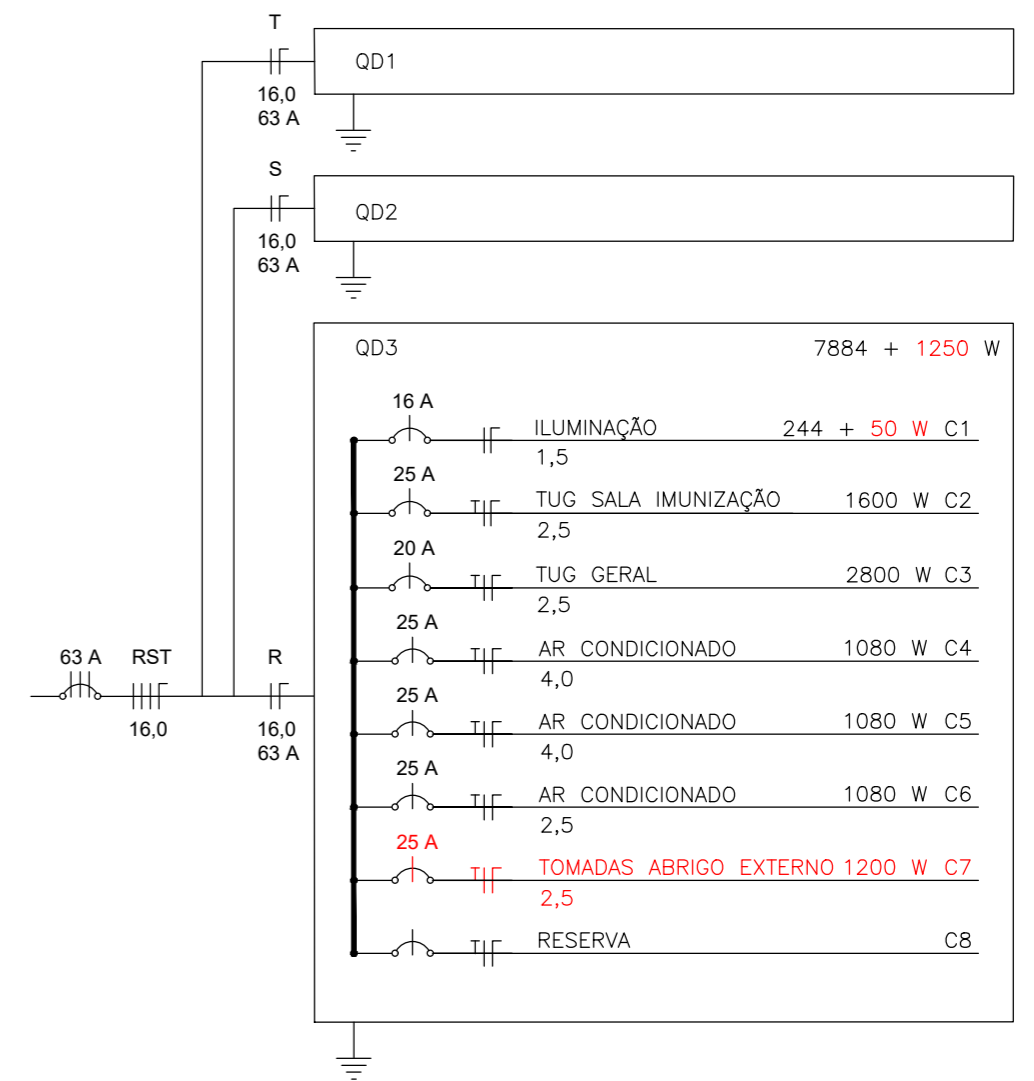 T
QD1
16,0
63 A
S
QD2
16,0
63 A
QD3 7884 + 1250 W
16 A
ILUMINAÇÃO 244 + 50 W C1
1,5
25 A
TUG SALA IMUNIZAÇÃO 1600 W C2
2,5
20 A
TUG GERAL 2800 W C3
2,5
25 A
AR CONDICIONADO 1080 W C4
4,0
63 A RST R
16,0 16,0
63 A
25 A
AR CONDICIONADO 1080 W C5
4,0
25 A
AR CONDICIONADO 1080 W C6
2,5
25 A
TOMADAS ABRIGO EXTERNO 1200 W C7
2,5
RESERVA C8